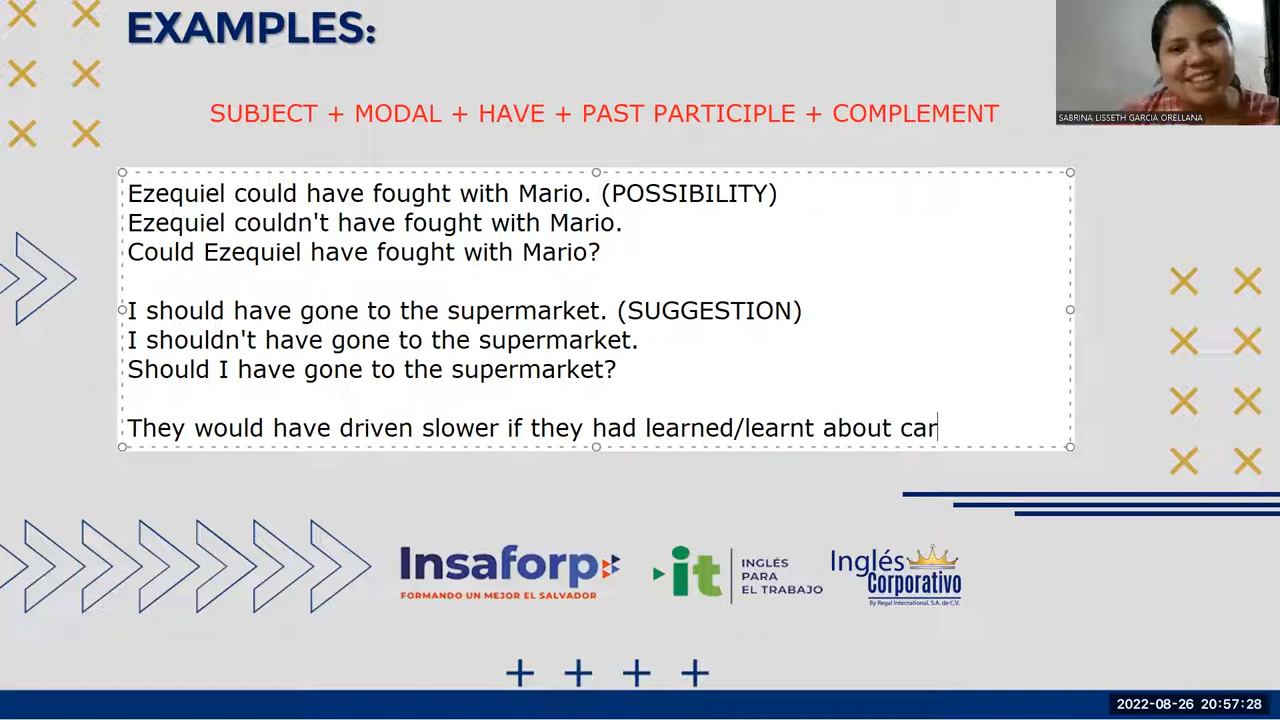 EXAMPLES:
SUBJECT + MODAL + HAVE + PAST PARTICIPLE + COMPLEMENT
SABRINA LISSETH GARCIA ORELLANA
Ezequiel could have fought with Mario. (POSSIBILITY)
Ezequiel couldn't have fought with Mario.
Could Ezequiel have fought with Mario?
I should have gone to the supermarket. (SUGGESTION)
I shouldn't have gone to the supermarket.
Should I have gone to the supermarket?
They would have driven slower if they had learned/learnt about car
Insaforp
FORMANDO UN MEJOR EL SALVADOR
it
INGLÉS
PARA
EL TRABAJO
Inglés
Corporativo
By Regal International, S.A. de C.V.
2022-08-26 20:57:28